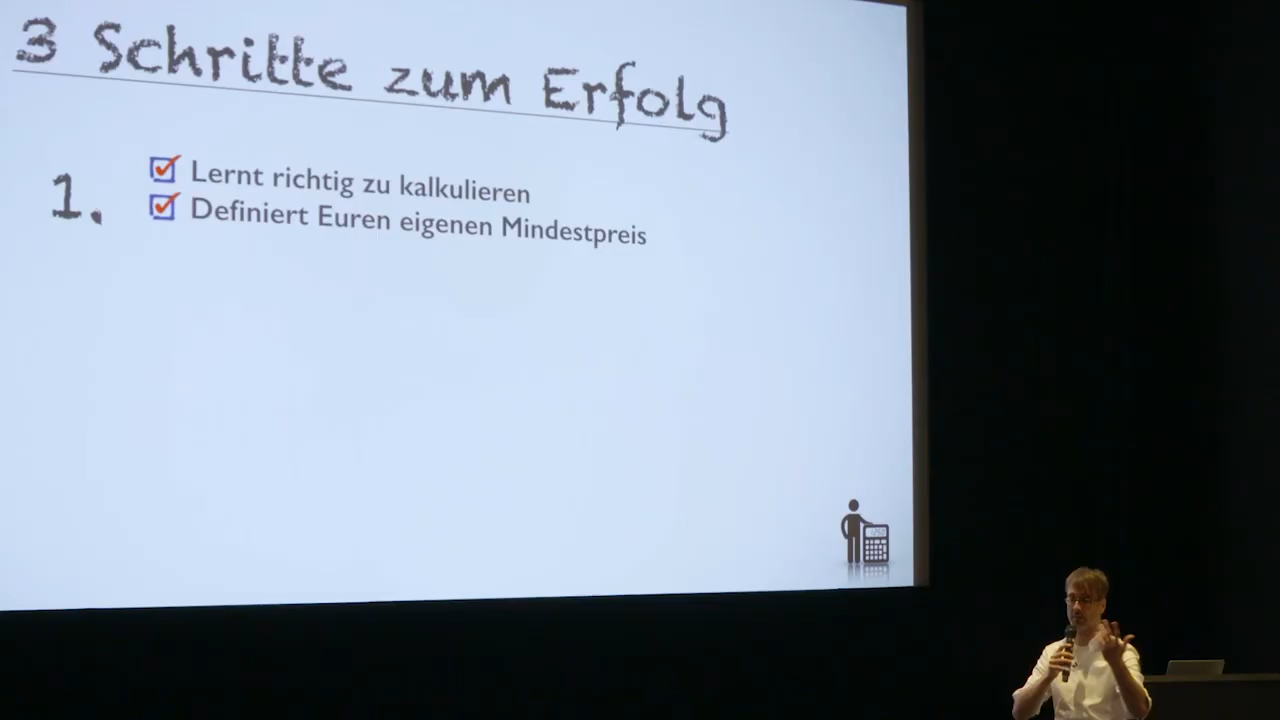 3 Schritte zum Erfolg
1.
Lernt richtig zu kalkulieren
Definiert Euren eigenen Mindestpreis